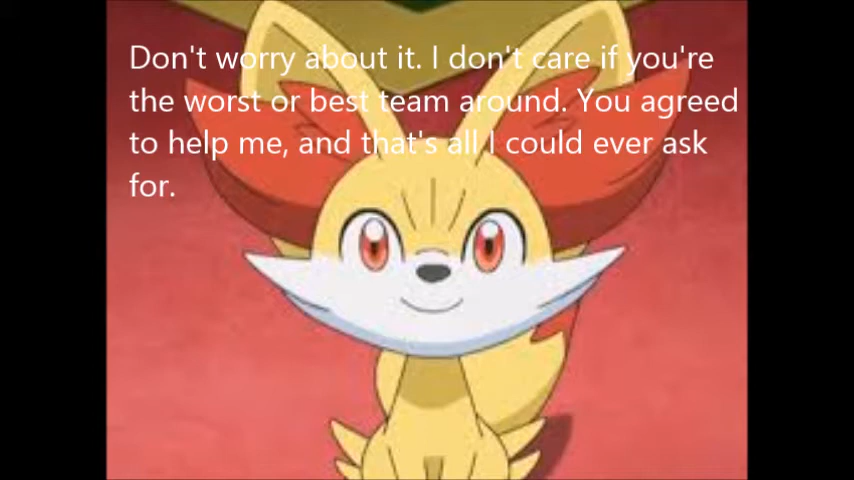 Don't worry about it. I don't care if you're
the worst or best team around. You agreed
to help me, and that's all I could ever ask
for.